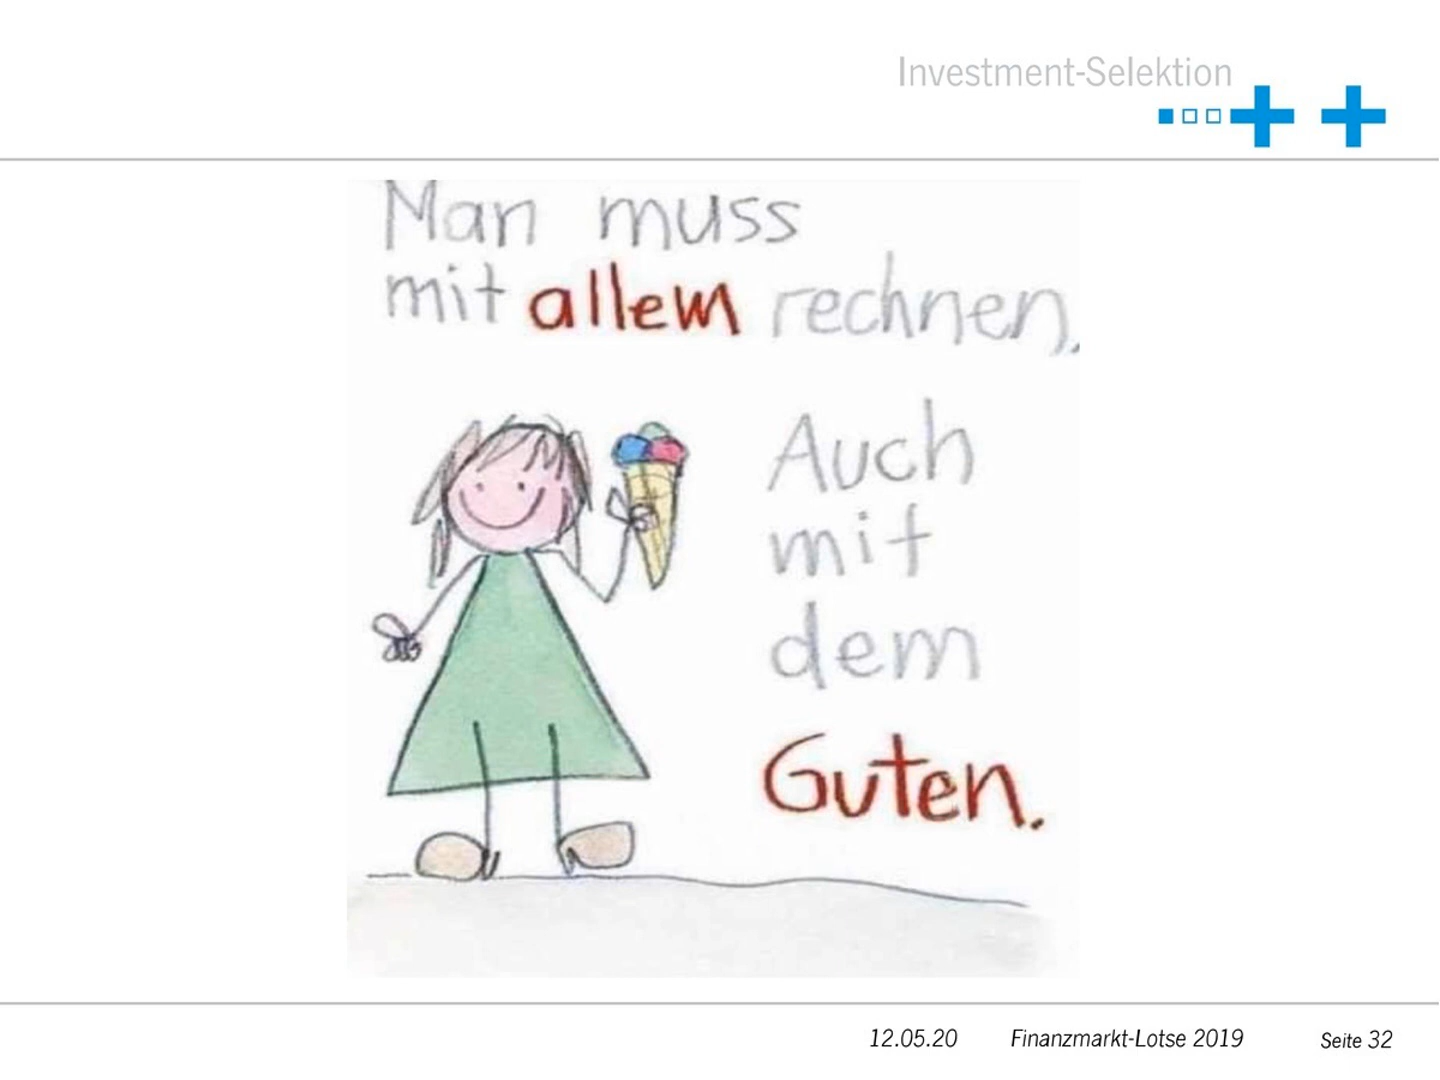 Investment-Selektion
Man muss
mit allem rechnen.
Auch
mit
dem
Guten.
12.05.20 Finanzmarkt-Lotse 2019 Seite 32